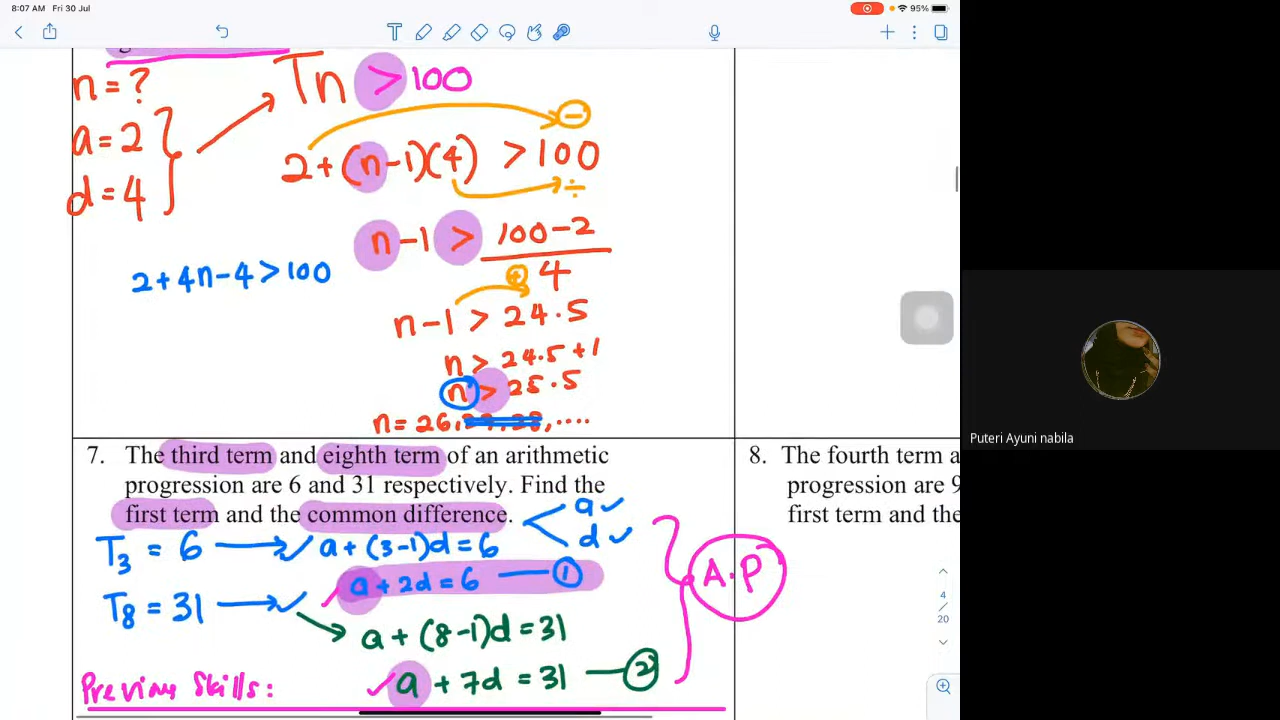 8:07 AM Fri 30 Jul
95%
n = ?
Tn > 100
a = 2
d = 4
2 + (n-1)(4) > 100
−
÷
n-1 > 100-2
4
2 + 4n - 4 > 100
+
n-1 > 24.5
n > 24.5 + 1
n > 25.5
n = 26, ....
7. The third term and eighth term of an arithmetic
progression are 6 and 31 respectively. Find the
first term and the common difference.
a ✓
d ✓
T3 = 6 → ✓ a + (3-1)d = 6
a + 2d = 6 — 1
T8 = 31 → ✓
a + (8-1)d = 31
✓ a + 7d = 31 — 2
A.P
Previous Skills:
8. The fourth term a
progression are 9
first term and the
4
/
20
Puteri Ayuni nabila